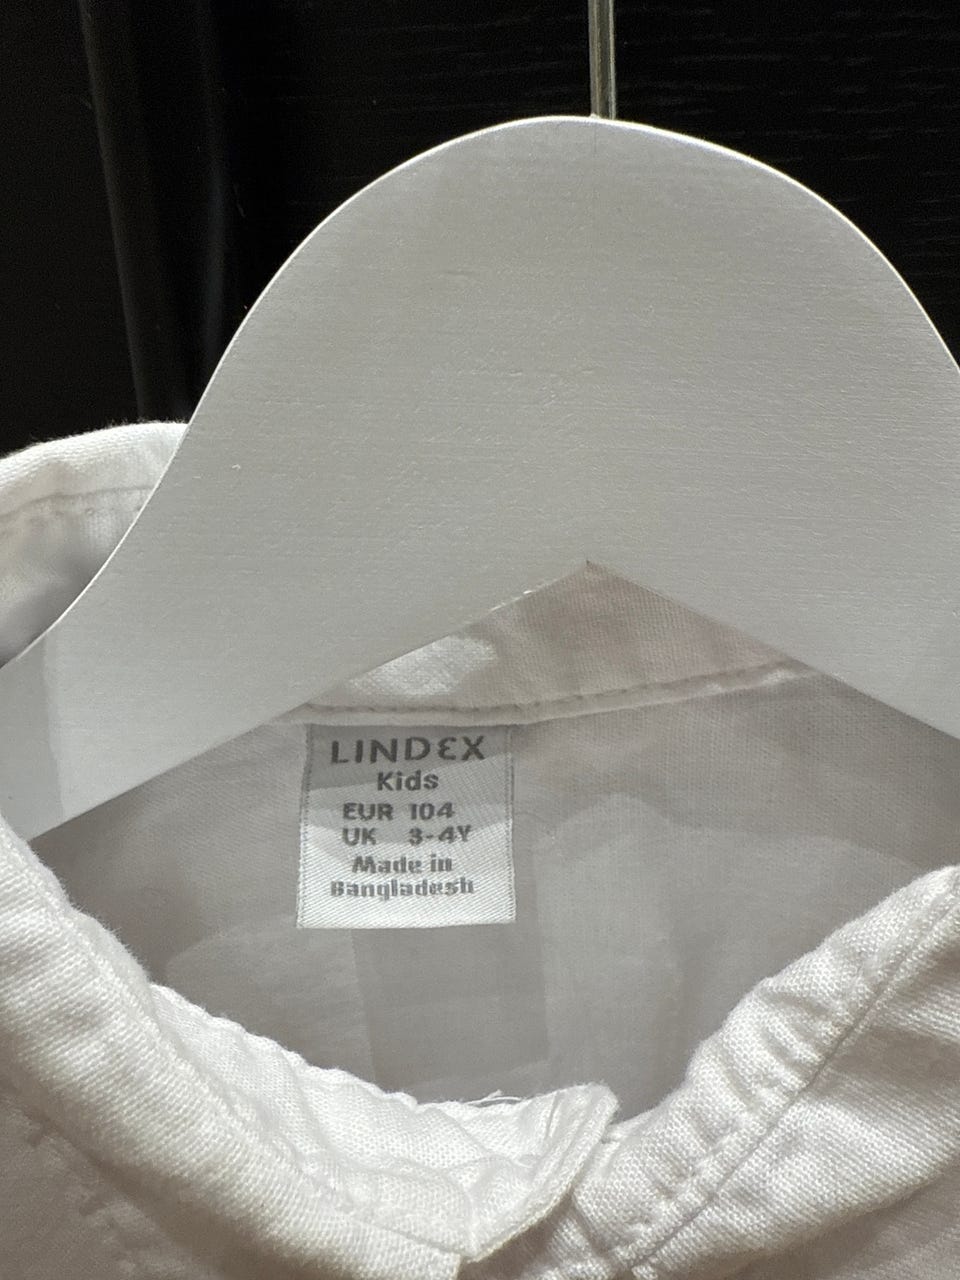 LINDEX
Kids
EUR 104
UK 3-4Y
Made in
Bangladesh